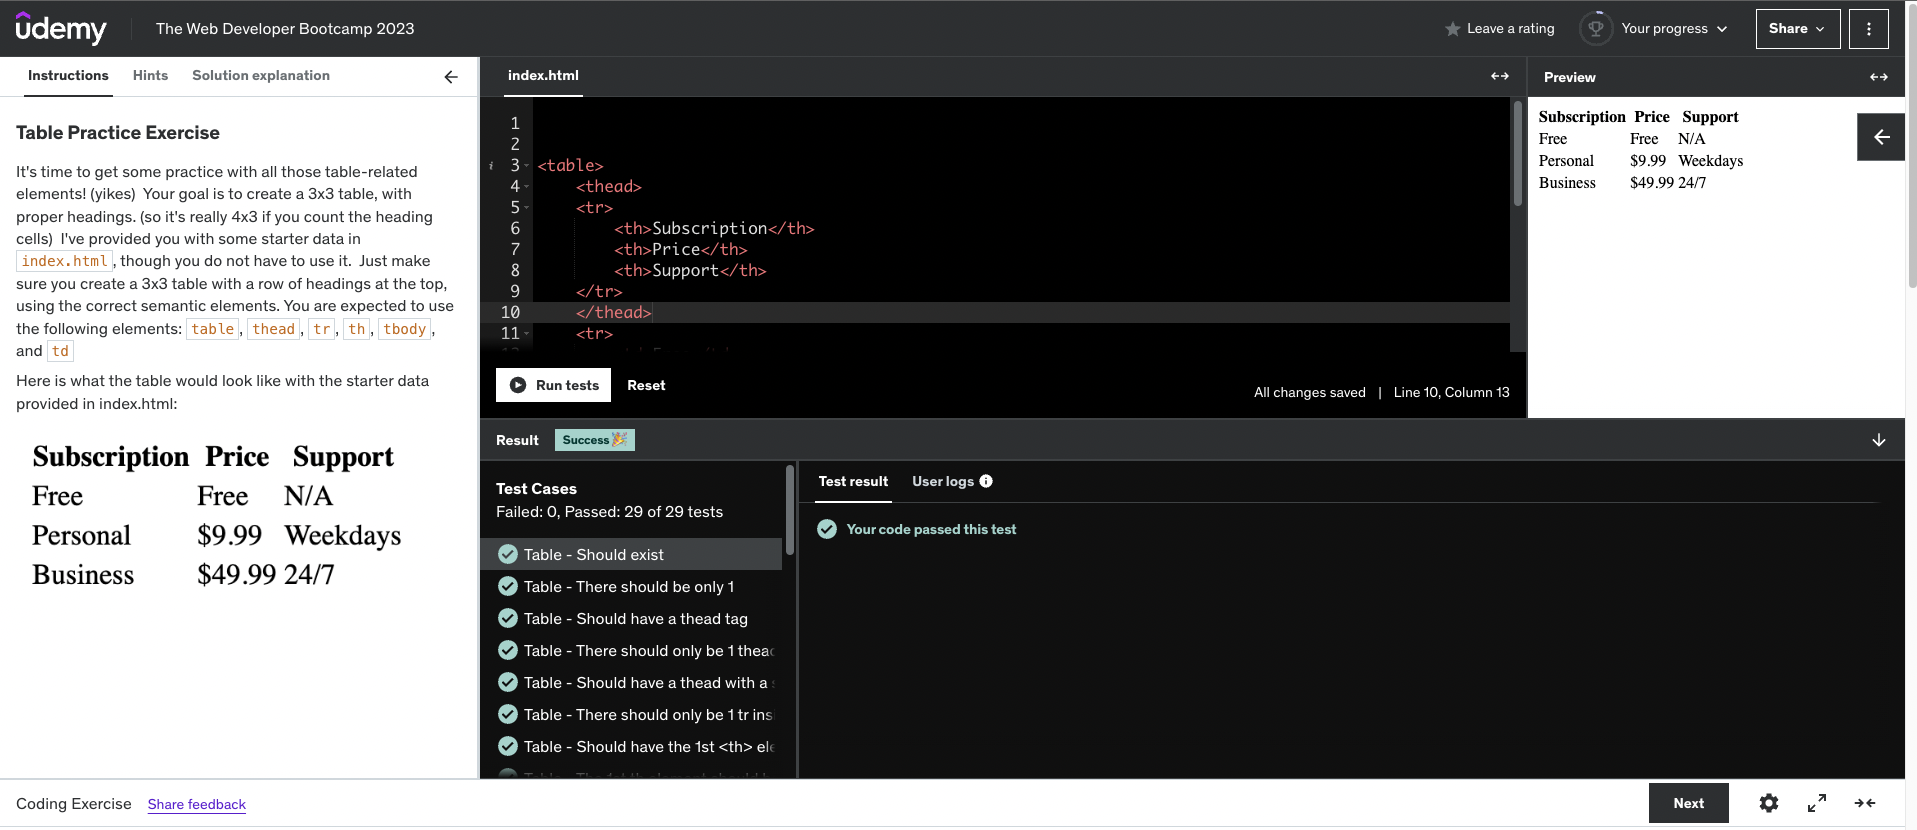 udemy
The Web Developer Bootcamp 2023
Leave a rating
Your progress
Share
Instructions
Hints
Solution explanation
Table Practice Exercise
It's time to get some practice with all those table-related
elements! (yikes)  Your goal is to create a 3x3 table, with
proper headings. (so it's really 4x3 if you count the heading
cells)  I've provided you with some starter data in
index.html, though you do not have to use it.  Just make
sure you create a 3x3 table with a row of headings at the top,
using the correct semantic elements. You are expected to use
the following elements: table, thead, tr, th, tbody,
and td
Here is what the table would look like with the starter data
provided in index.html:
Subscription Price Support
Free Free N/A
Personal $9.99 Weekdays
Business $49.99 24/7
index.html
1
2
3 <table>
4 <thead>
5 <tr>
6 <th>Subscription</th>
7 <th>Price</th>
8 <th>Support</th>
9 </tr>
10 </thead>
11 <tr>
Run tests
Reset
All changes saved | Line 10, Column 13
Preview
Subscription Price Support
Free Free N/A
Personal $9.99 Weekdays
Business $49.99 24/7
Result
Success
Test Cases
Failed: 0, Passed: 29 of 29 tests
Table - Should exist
Table - There should be only 1
Table - Should have a thead tag
Table - There should only be 1 thead
Table - Should have a thead with a
Table - There should only be 1 tr ins
Table - Should have the 1st <th> ele
Test result
User logs
Your code passed this test
Coding Exercise
Share feedback
Next